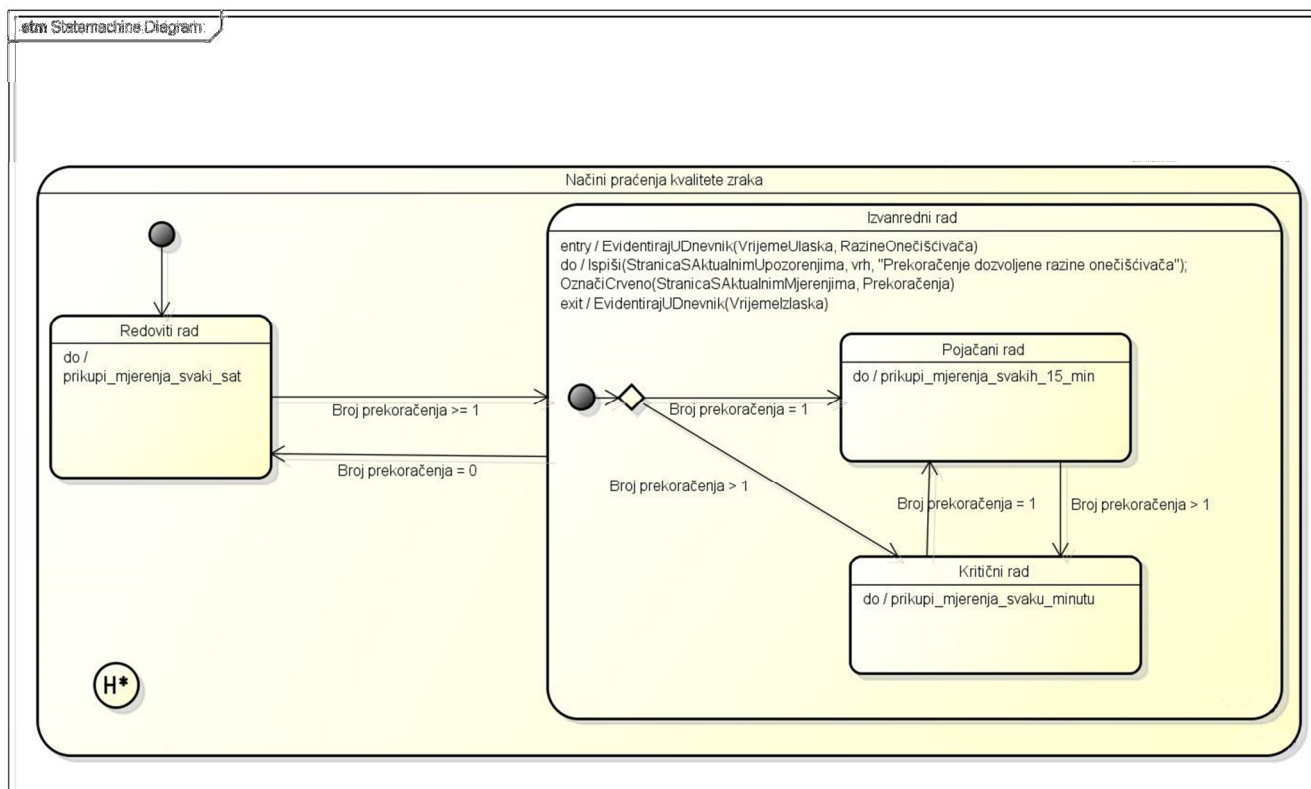 stm Statemachine Diagram
Načini praćenja kvalitete zraka
Izvanredni rad
entry / EvidentirajUDnevnik(VrijemeUlaska, RazineOnečišćivača)
do / Ispiši(StranicaSAktualnimUpozorenjima, vrh, "Prekoračenje dozvoljene razine onečišćivača");
OznačiCrveno(StranicaSAktualnimMjerenjima, Prekoračenja)
exit / EvidentirajUDnevnik(VrijemeIzlaska)
Redoviti rad
do /
prikupi_mjerenja_svaki_sat
Broj prekoračenja >= 1
Broj prekoračenja = 0
Pojačani rad
do / prikupi_mjerenja_svakih_15_min
Broj prekoračenja = 1
Broj prekoračenja > 1
Broj prekoračenja = 1
Broj prekoračenja > 1
Kritični rad
do / prikupi_mjerenja_svaku_minutu
H*